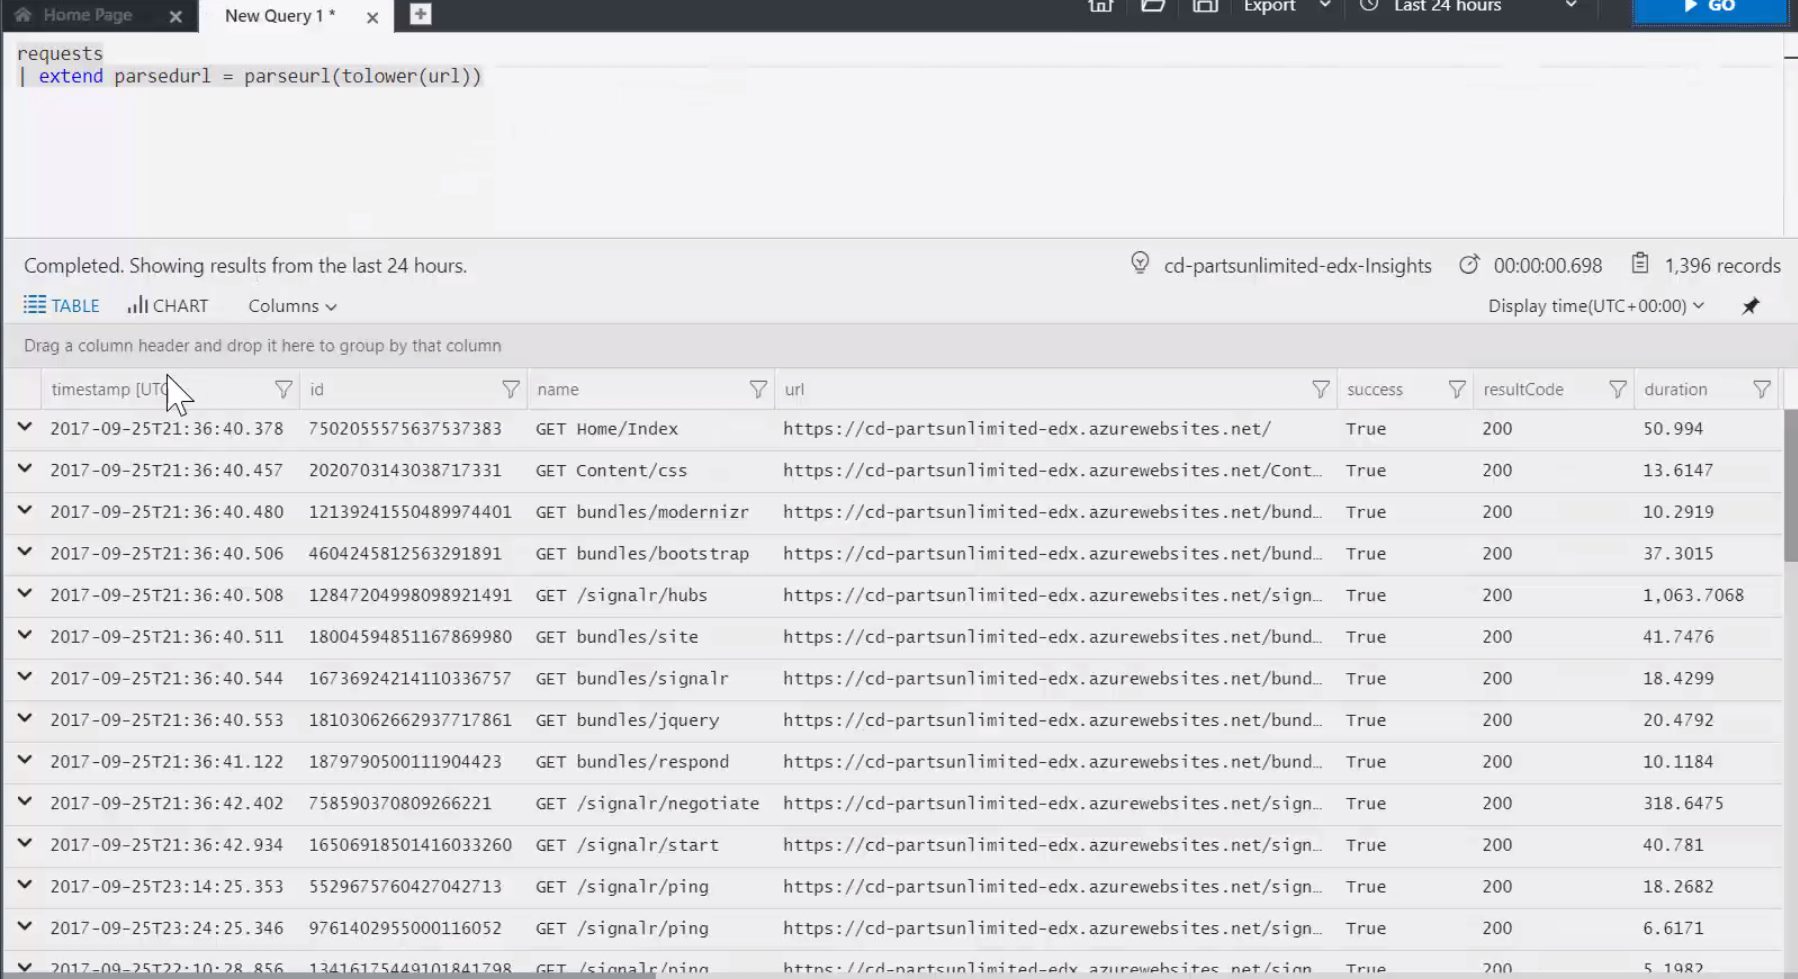 Home Page
New Query 1 *
Export
Last 24 hours
GO
requests
| extend parsedurl = parseurl(tolower(url))
Completed. Showing results from the last 24 hours.
cd-partsunlimited-edx-Insights
00:00:00.698
1,396 records
TABLE
CHART
Columns
Display time(UTC+00:00)
Drag a column header and drop it here to group by that column
timestamp [UTC id name url success resultCode duration
2017-09-25T21:36:40.378 7502055575637537383 GET Home/Index https://cd-partsunlimited-edx.azurewebsites.net/ True 200 50.994
2017-09-25T21:36:40.457 2020703143038717331 GET Content/css https://cd-partsunlimited-edx.azurewebsites.net/Cont… True 200 13.6147
2017-09-25T21:36:40.480 12139241550489974401 GET bundles/modernizr https://cd-partsunlimited-edx.azurewebsites.net/bund… True 200 10.2919
2017-09-25T21:36:40.506 4604245812563291891 GET bundles/bootstrap https://cd-partsunlimited-edx.azurewebsites.net/bund… True 200 37.3015
2017-09-25T21:36:40.508 12847204998098921491 GET /signalr/hubs https://cd-partsunlimited-edx.azurewebsites.net/sign… True 200 1,063.7068
2017-09-25T21:36:40.511 18004594851167869980 GET bundles/site https://cd-partsunlimited-edx.azurewebsites.net/bund… True 200 41.7476
2017-09-25T21:36:40.544 16736924214110336757 GET bundles/signalr https://cd-partsunlimited-edx.azurewebsites.net/bund… True 200 18.4299
2017-09-25T21:36:40.553 18103062662937717861 GET bundles/jquery https://cd-partsunlimited-edx.azurewebsites.net/bund… True 200 20.4792
2017-09-25T21:36:41.122 1879790500111904423 GET bundles/respond https://cd-partsunlimited-edx.azurewebsites.net/bund… True 200 10.1184
2017-09-25T21:36:42.402 758590370809266221 GET /signalr/negotiate https://cd-partsunlimited-edx.azurewebsites.net/sign… True 200 318.6475
2017-09-25T21:36:42.934 16506918501416033260 GET /signalr/start https://cd-partsunlimited-edx.azurewebsites.net/sign… True 200 40.781
2017-09-25T23:14:25.353 5529675760427042713 GET /signalr/ping https://cd-partsunlimited-edx.azurewebsites.net/sign… True 200 18.2682
2017-09-25T23:24:25.346 9761402955000116052 GET /signalr/ping https://cd-partsunlimited-edx.azurewebsites.net/sign… True 200 6.6171
2017-09-25T22:10:28.856 13416175449101841798 GET /signalr/ping https://cd-partsunlimited-edx.azurewebsites.net/sign… True 200 5.1982